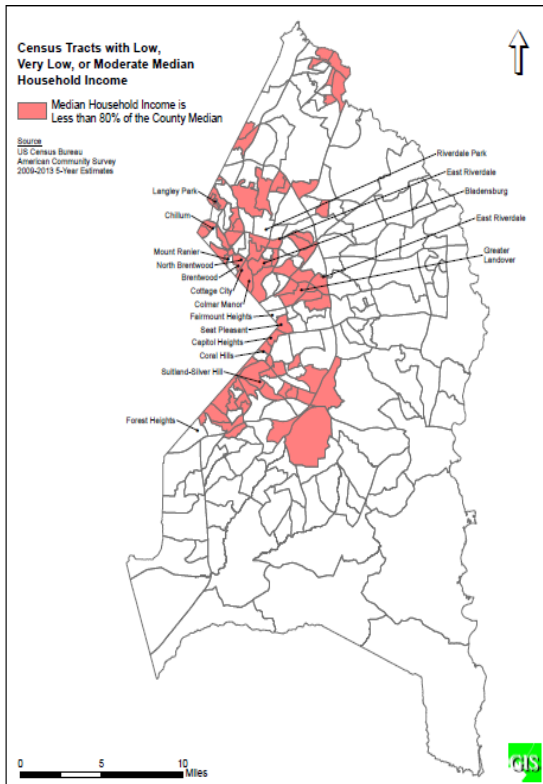 Census Tracts with Low,
Very Low, or Moderate Median
Household Income
Median Household Income is
Less than 80% of the County Median
Source
US Census Bureau
American Community Survey
2009-2013 5-Year Estimates
Riverdale Park
East Riverdale
Bladensburg
Langley Park
East Riverdale
Chillum
Greater
Landover
Mount Ranier
North Brentwood
Brentwood
Cottage City
Colmar Manor
Fairmount Heights
Seat Pleasant
Capitol Heights
Coral Hills
Suitland-Silver Hill
Forest Heights
0 5 10
Miles